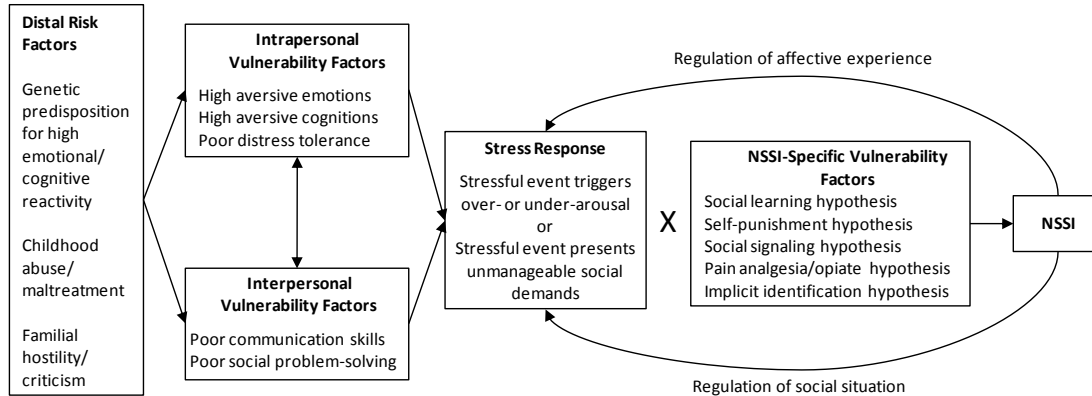 Distal Risk
Factors
Genetic
predisposition
for high
emotional/
cognitive
reactivity
Childhood
abuse/
maltreatment
Familial
hostility/
criticism
Intrapersonal
Vulnerability Factors
High aversive emotions
High aversive cognitions
Poor distress tolerance
Interpersonal
Vulnerability Factors
Poor communication skills
Poor social problem-solving
Stress Response
Stressful event triggers
over- or under-arousal
or
Stressful event presents
unmanageable social
demands
X
NSSI-Specific Vulnerability
Factors
Social learning hypothesis
Self-punishment hypothesis
Social signaling hypothesis
Pain analgesia/opiate hypothesis
Implicit identification hypothesis
NSSI
Regulation of affective experience
Regulation of social situation